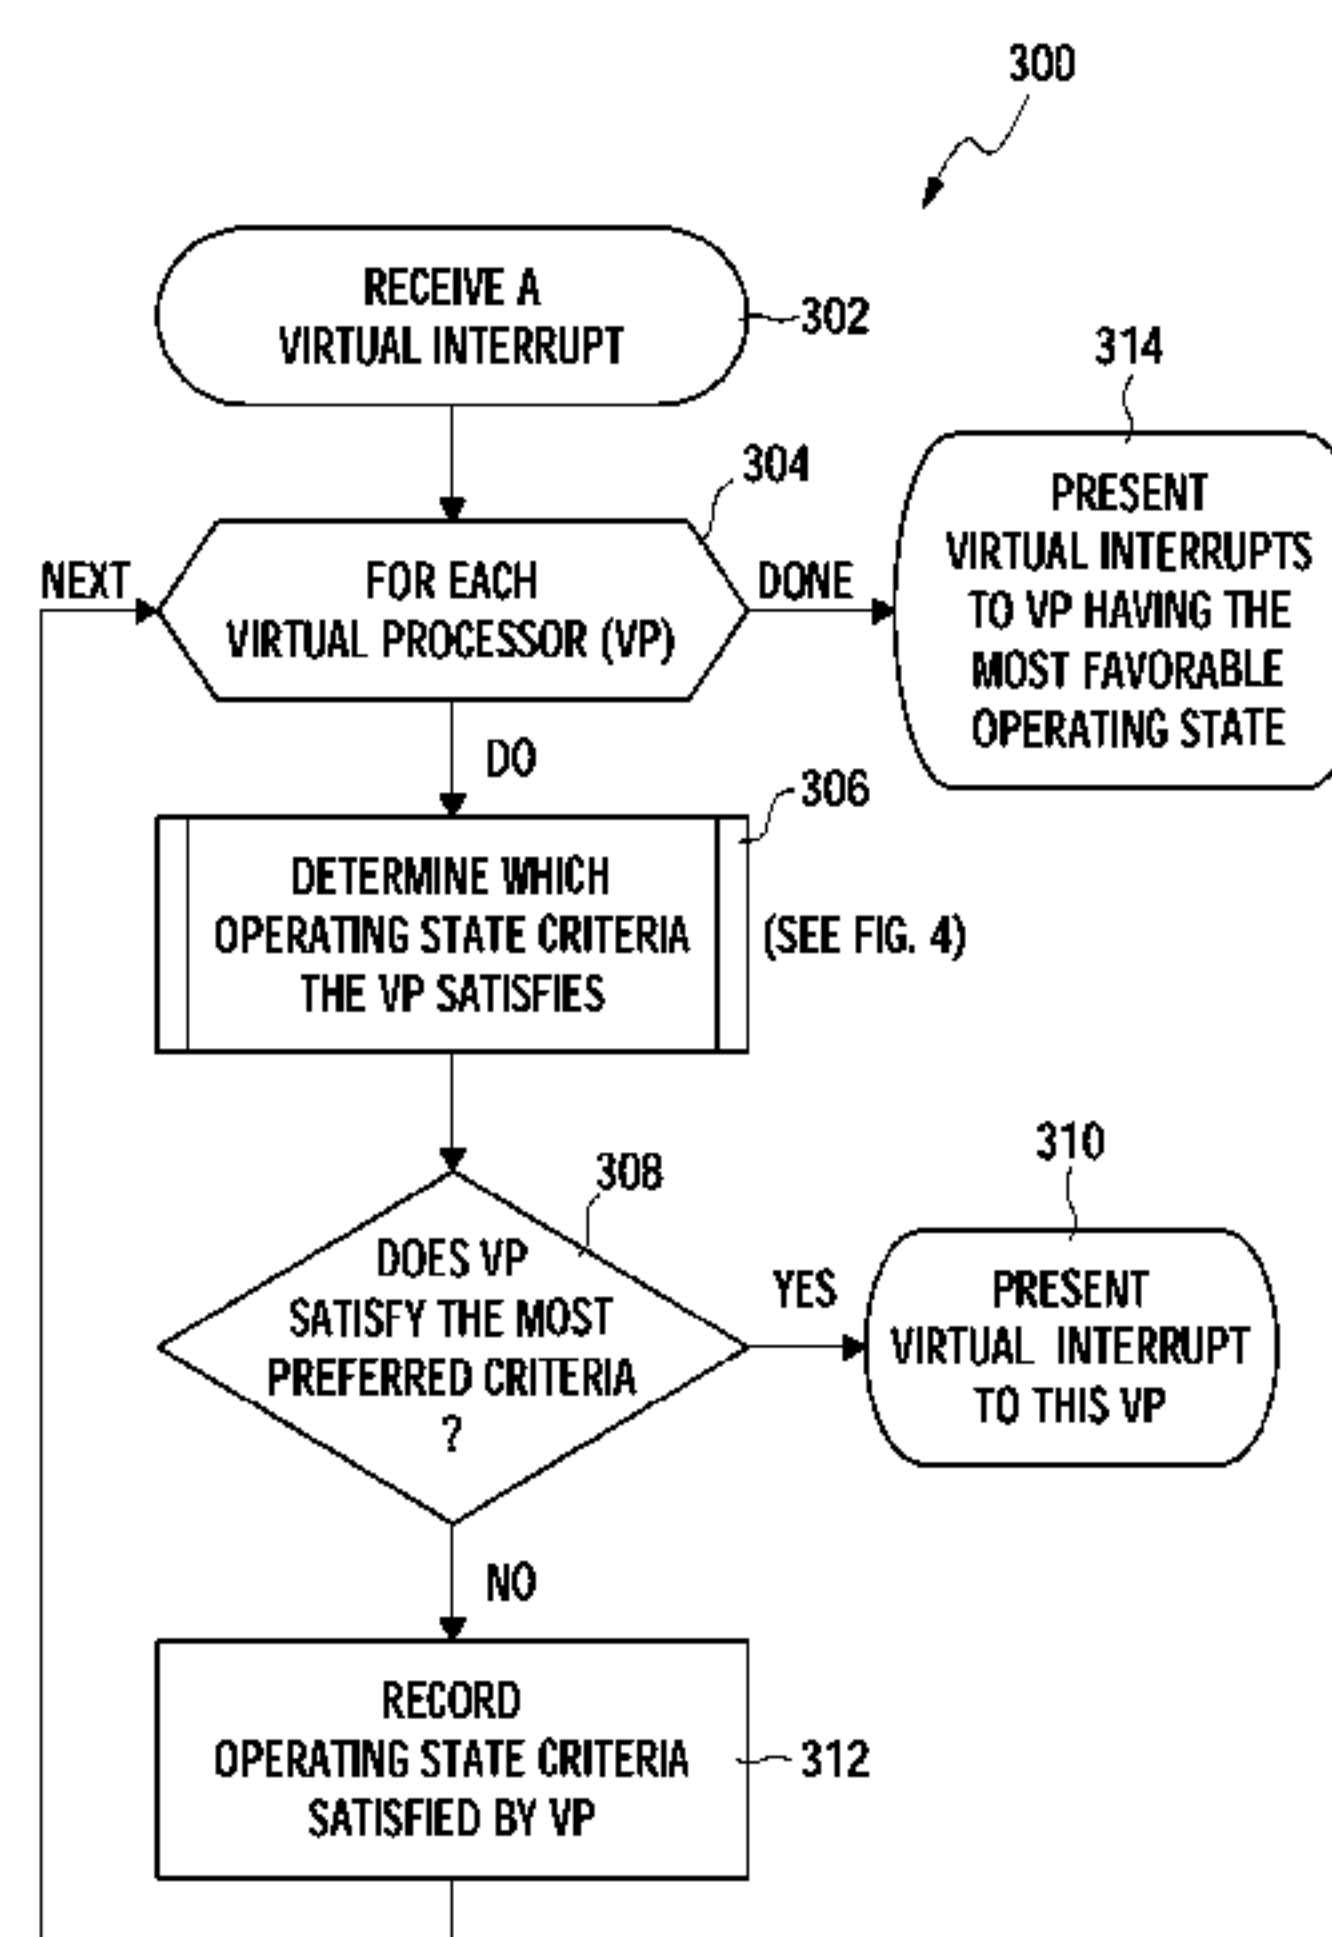 300
RECEIVE A
VIRTUAL INTERRUPT
302
314
304
NEXT
FOR EACH
VIRTUAL PROCESSOR (VP)
DONE
PRESENT
VIRTUAL INTERRUPTS
TO VP HAVING THE
MOST FAVORABLE
OPERATING STATE
DO
306
DETERMINE WHICH
OPERATING STATE CRITERIA
THE VP SATISFIES
(SEE FIG. 4)
308
310
DOES VP
SATISFY THE MOST
PREFERRED CRITERIA
?
YES
PRESENT
VIRTUAL INTERRUPT
TO THIS VP
NO
RECORD
OPERATING STATE CRITERIA
SATISFIED BY VP
312